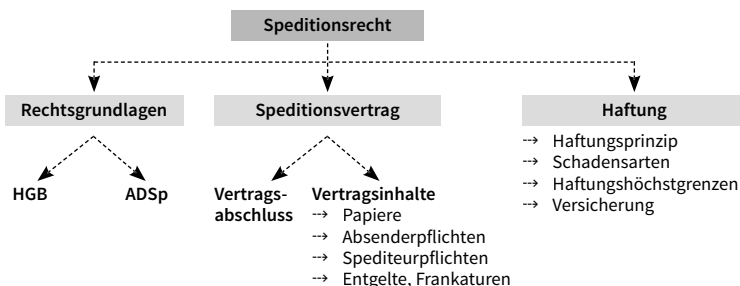 Speditionsrecht
Rechtsgrundlagen
HGB
ADSp
Speditionsvertrag
Vertrags-
abschluss
Vertragsinhalte
⇢ Papiere
⇢ Absenderpflichten
⇢ Spediteurpflichten
⇢ Entgelte, Frankaturen
Haftung
⇢ Haftungsprinzip
⇢ Schadensarten
⇢ Haftungshöchstgrenzen
⇢ Versicherung